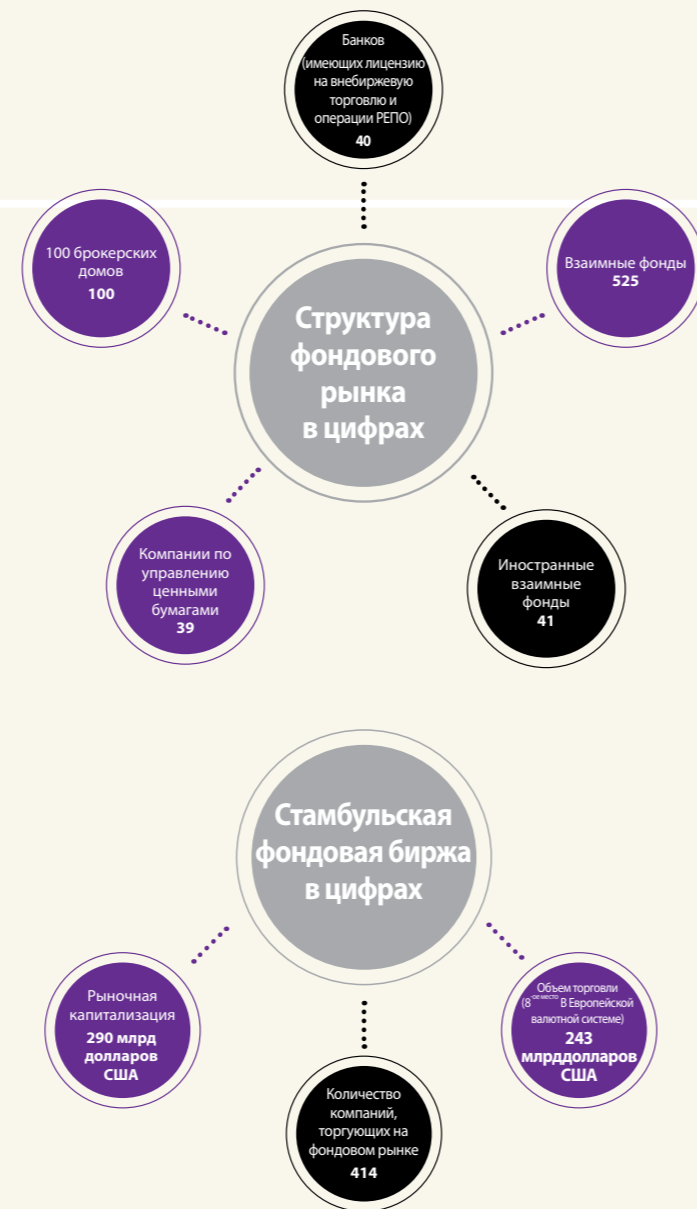 Банков
(имеющих лицензию
на внебиржевую
торговлю и
операции РЕПО)
40
100 брокерских
домов
100
Взаимные фонды
525
Структура
фондового
рынка
в цифрах
Компании по
управлению
ценными
бумагами
39
Иностранные
взаимные
фонды
41
Стамбульская
фондовая биржа
в цифрах
Рыночная
капитализация
290 млрд
долларов
США
Объем торговли
(8-ое место В Европейской
валютной системе)
243
млрддолларов
США
Количество
компаний,
торгующих на
фондовом рынке
414